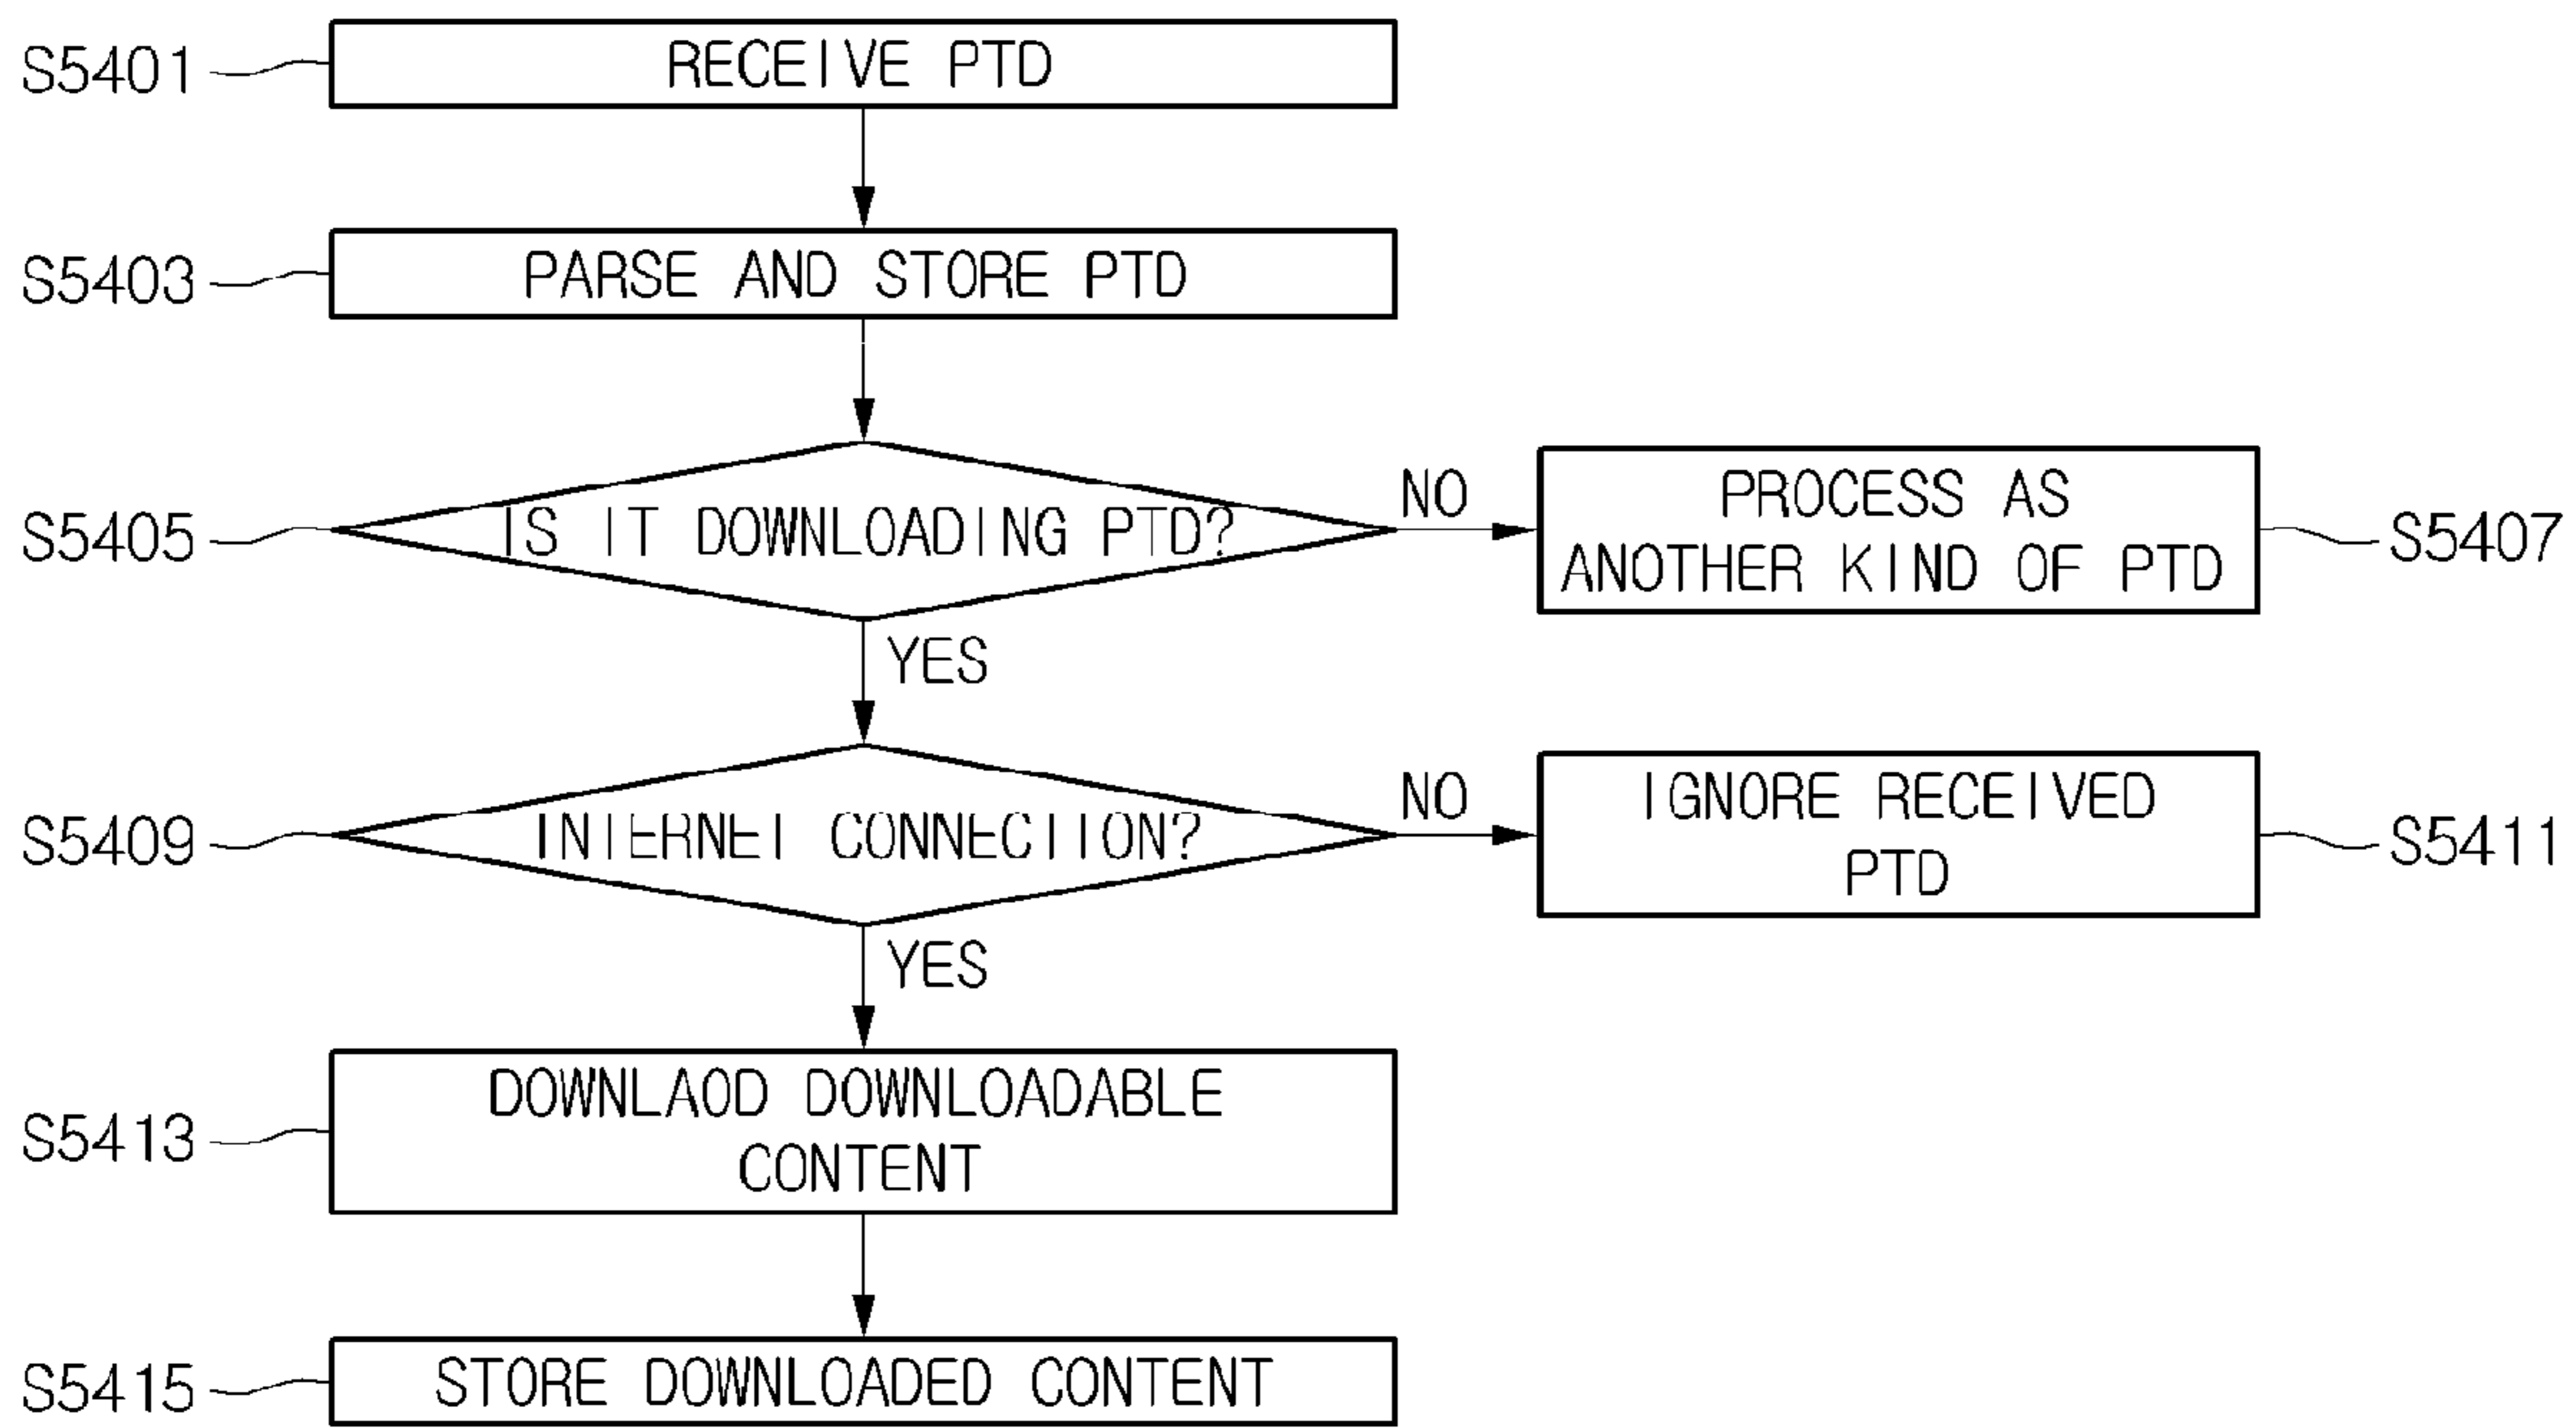 S5401
RECEIVE PTD
S5403
PARSE AND STORE PTD
S5405
IS IT DOWNLOADING PTD?
NO
PROCESS AS
ANOTHER KIND OF PTD
S5407
YES
S5409
INTERNET CONNECTION?
NO
IGNORE RECEIVED
PTD
S5411
YES
S5413
DOWNLAOD DOWNLOADABLE
CONTENT
S5415
STORE DOWNLOADED CONTENT